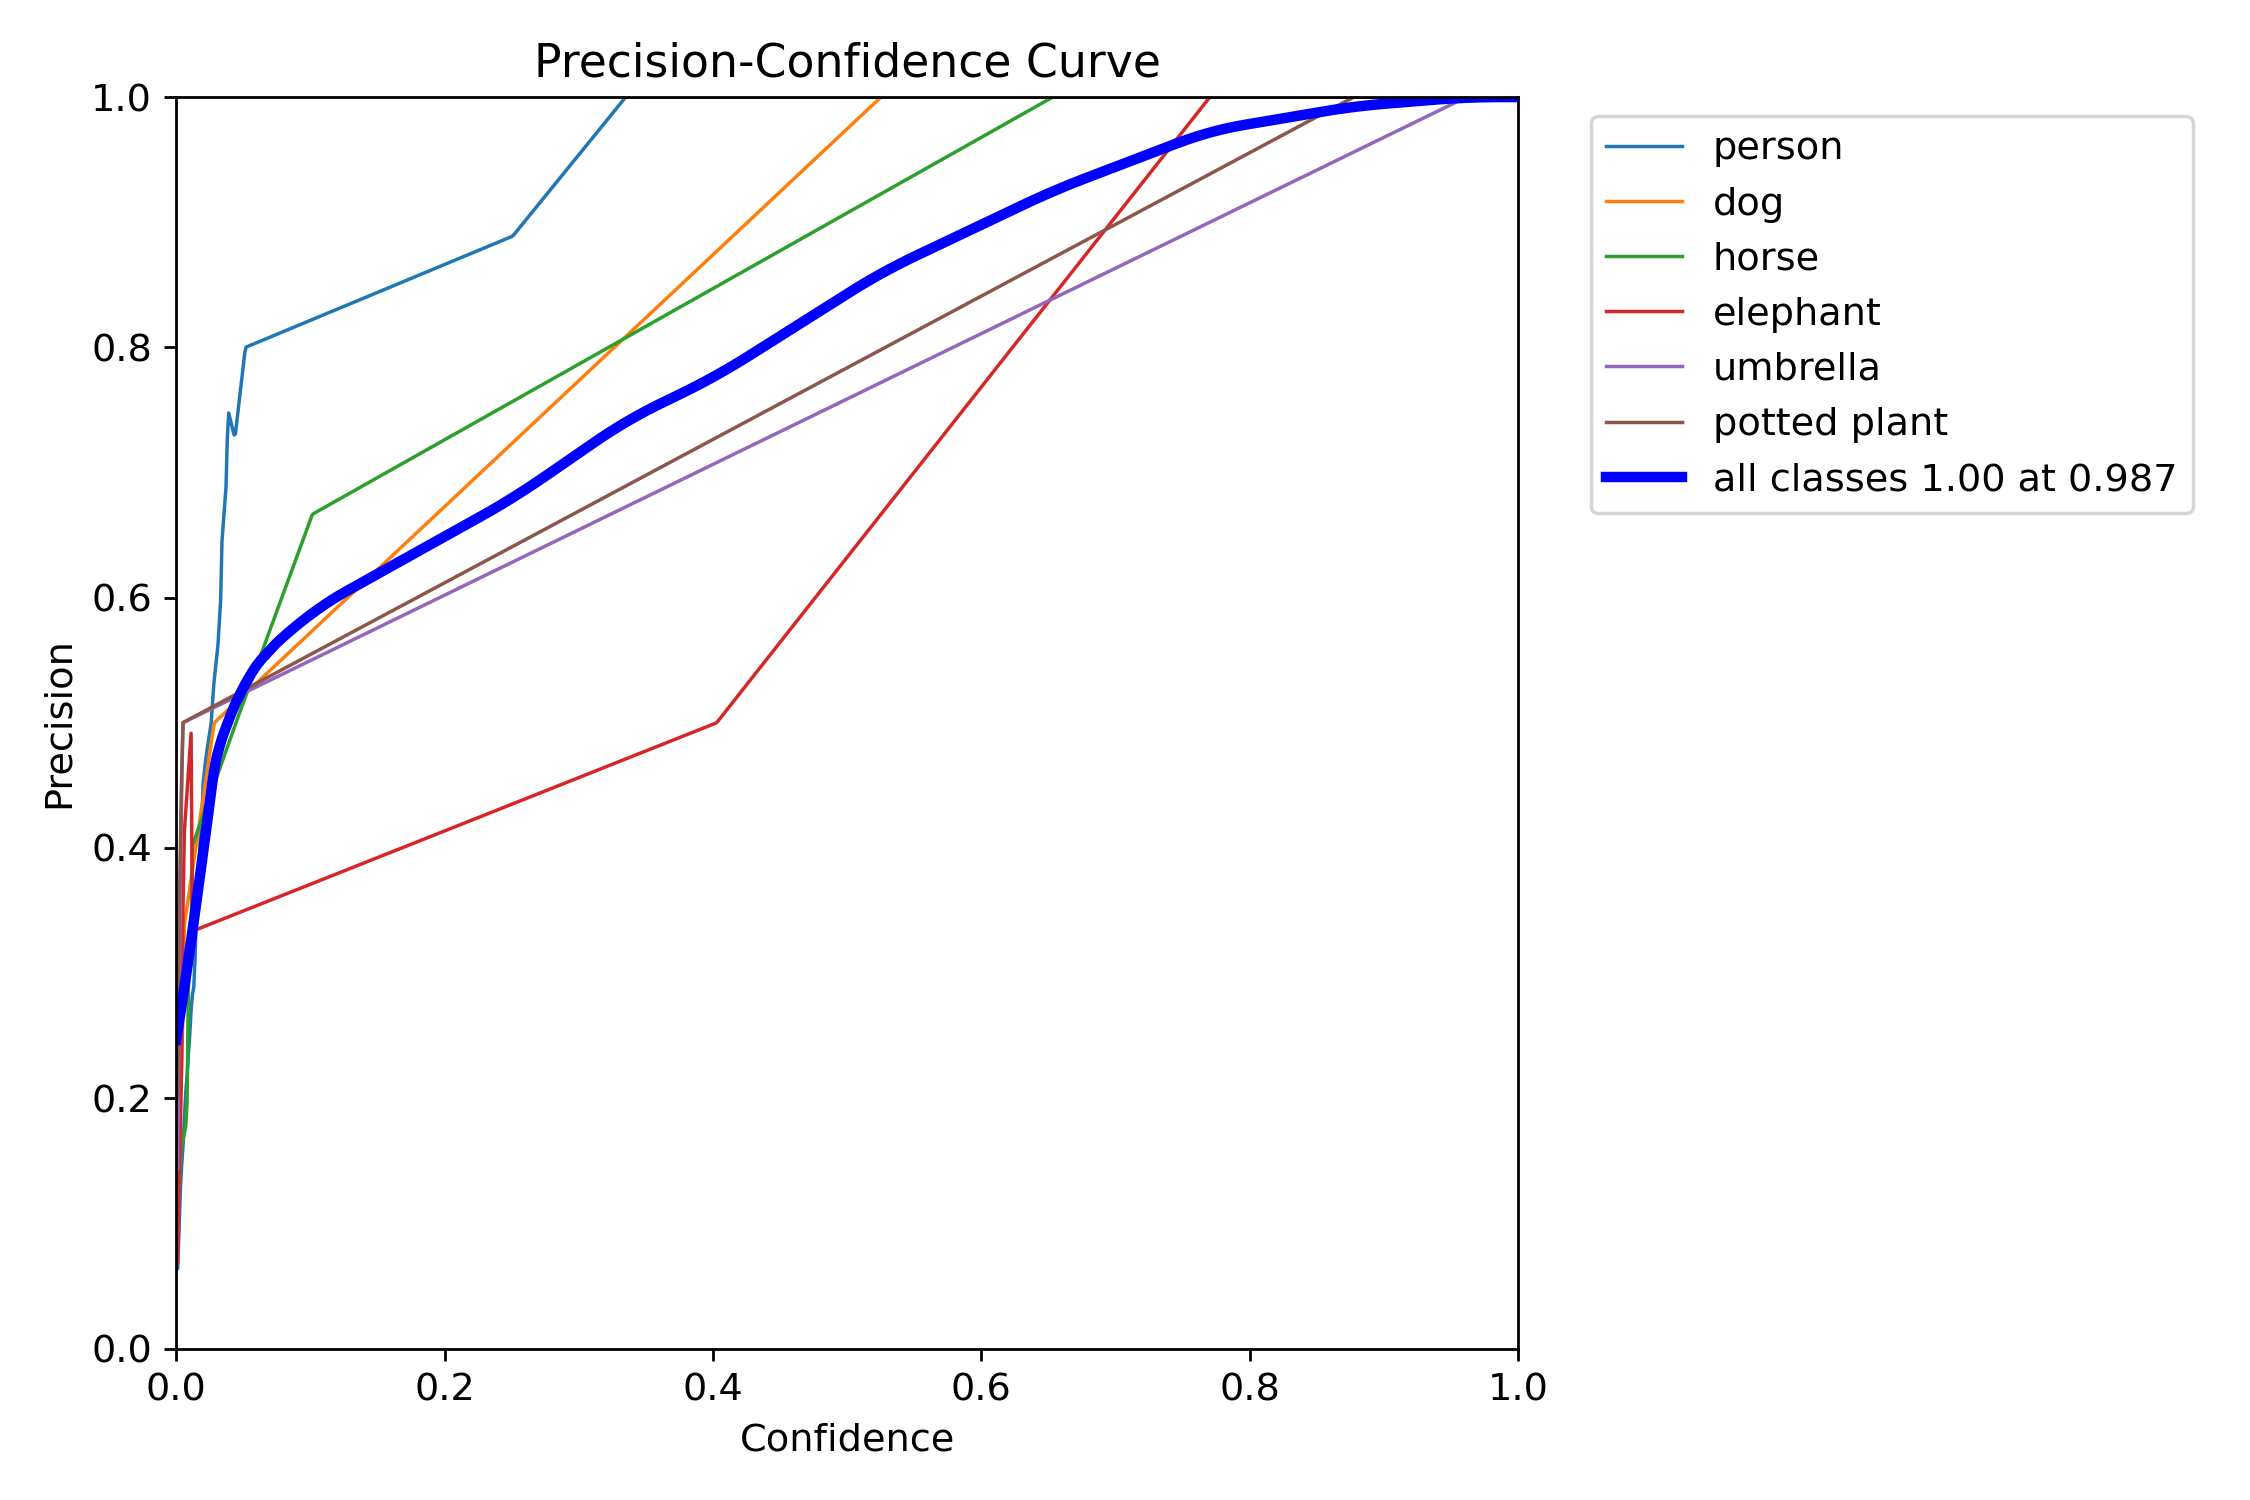 Precision-Confidence Curve
1.0
0.8
0.6
0.4
0.2
0.0
Precision
0.0 0.2 0.4 0.6 0.8 1.0
Confidence
person
dog
horse
elephant
umbrella
potted plant
all classes 1.00 at 0.987